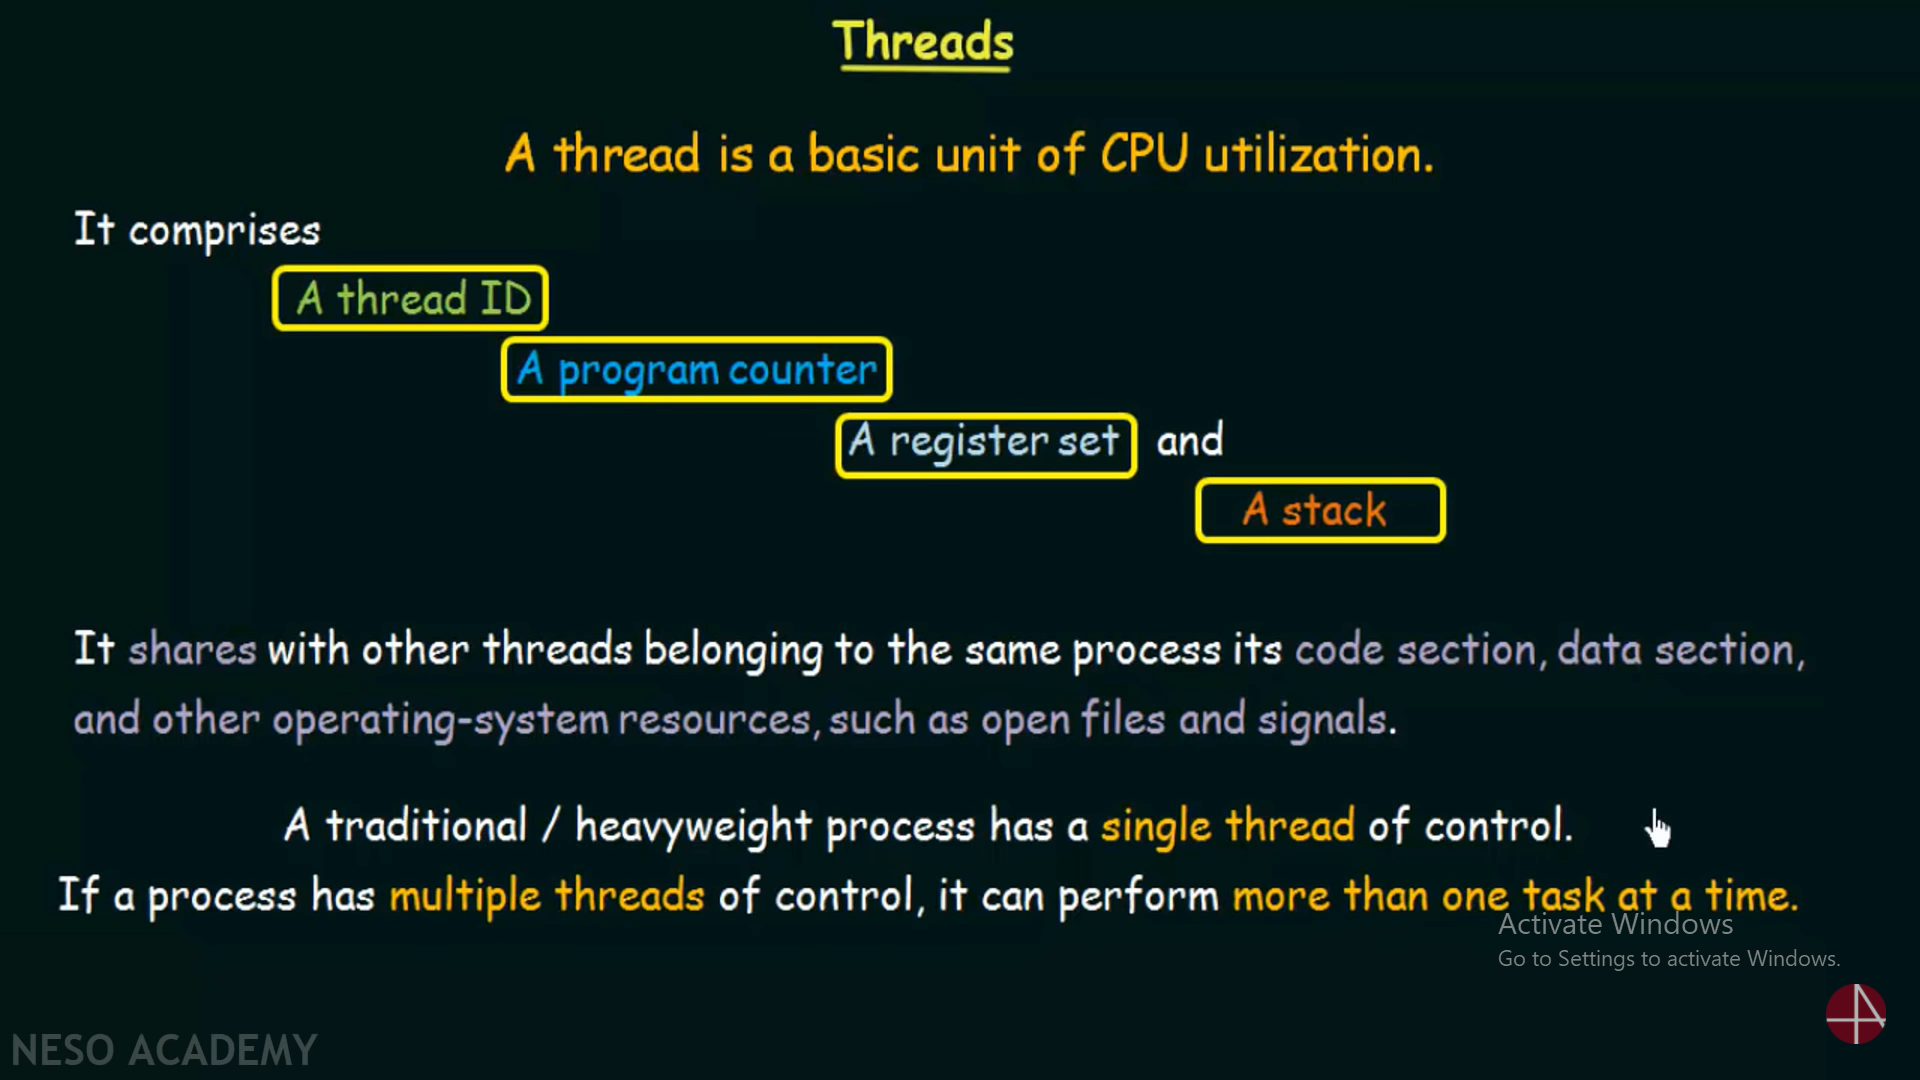 Threads
A thread is a basic unit of CPU utilization.
It comprises
A thread ID
A program counter
A register set and
A stack
It shares with other threads belonging to the same process its code section, data section,
and other operating-system resources, such as open files and signals.
A traditional / heavyweight process has a single thread of control.
If a process has multiple threads of control, it can perform more than one task at a time.
Activate Windows
Go to Settings to activate Windows.
NESO ACADEMY